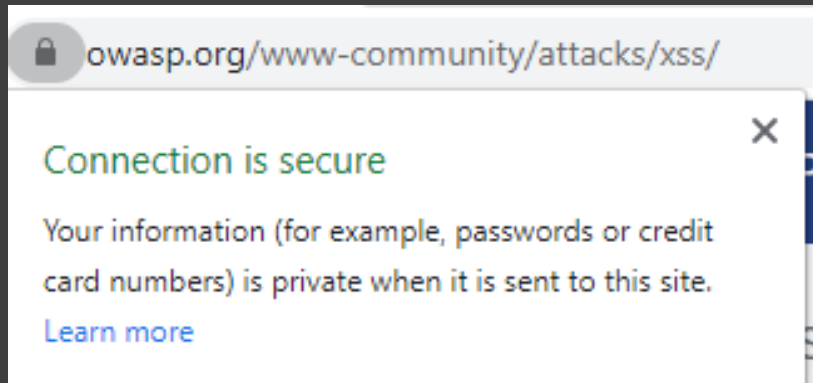 owasp.org/www-community/attacks/xss/
Connection is secure
Your information (for example, passwords or credit
card numbers) is private when it is sent to this site.
Learn more